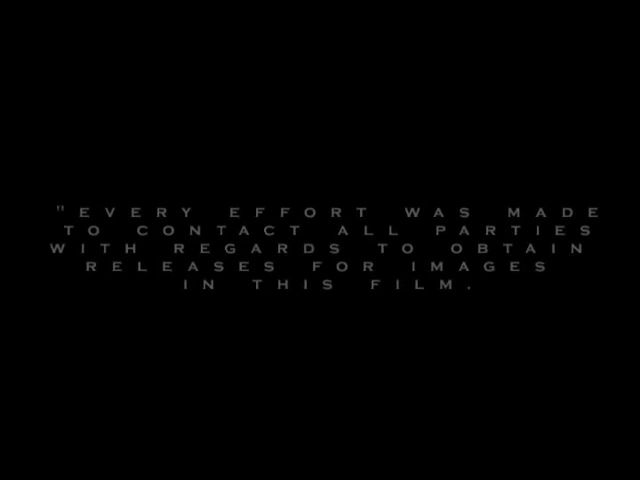 "EVERY EFFORT WAS MADE
TO CONTACT ALL PARTIES
WITH REGARDS TO OBTAIN
RELEASES FOR IMAGES
IN THIS FILM.